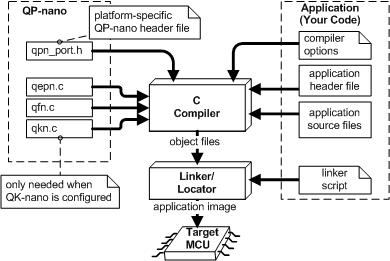 QP-nano
platform-specific
QP-nano header file
Application
(Your Code)
qpn_port.h
compiler
options
qepn.c
qfn.c
qkn.c
C
Compiler
application
header file
application
source files
object files
only needed when
QK-nano is configured
Linker/
Locator
linker
script
application image
Target
MCU